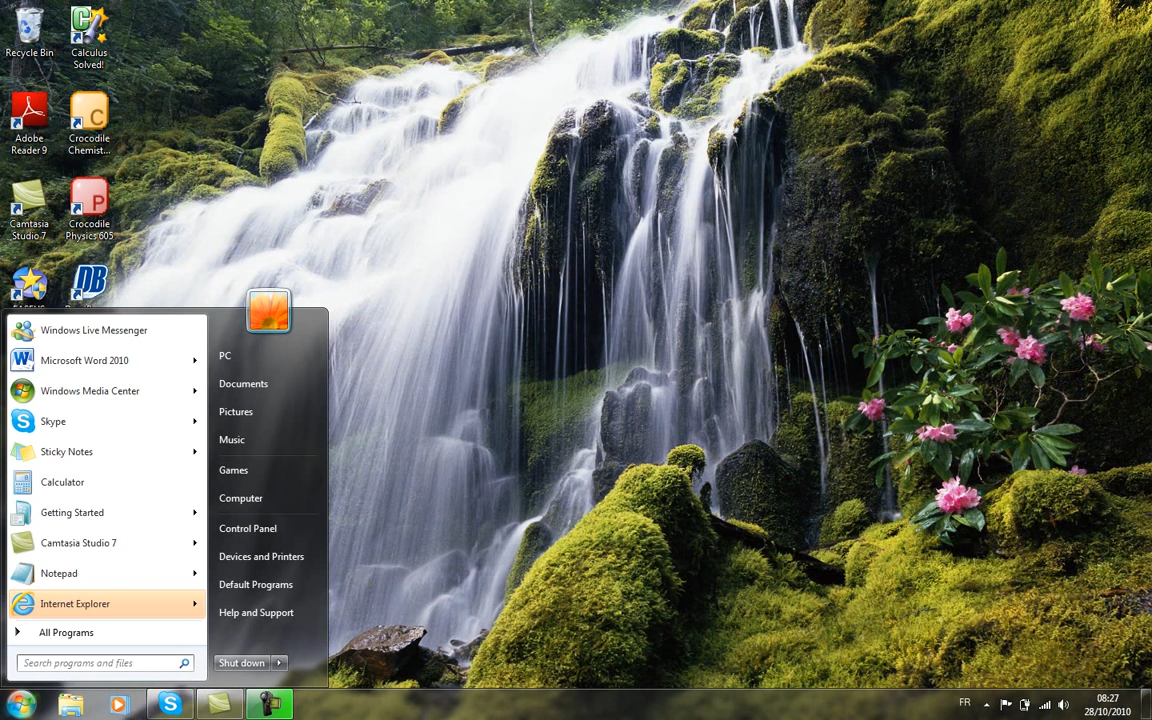 Recycle Bin
Calculus
Solved!
Adobe
Reader 9
Crocodile
Chemist...
Camtasia
Studio 7
Crocodile
Physics 605
DB
Windows Live Messenger
Microsoft Word 2010
Windows Media Center
Skype
Sticky Notes
Calculator
Getting Started
Camtasia Studio 7
Notepad
Internet Explorer
All Programs
Search programs and files
PC
Documents
Pictures
Music
Games
Computer
Control Panel
Devices and Printers
Default Programs
Help and Support
Shut down
FR
08:27
28/10/2010